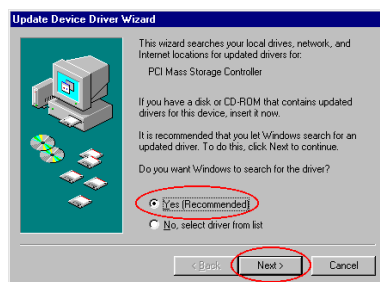 Update Device Driver Wizard
This wizard searches your local drives, network, and
Internet locations for updated drivers for:
PCI Mass Storage Controller
If you have a disk or CD-ROM that contains updated
drivers for this device, insert it now.
It is recommended that you let Windows search for an
updated driver. To do this, click Next to continue.
Do you want Windows to search for the driver?
Yes (Recommended)
No, select driver from list
< Back Next > Cancel